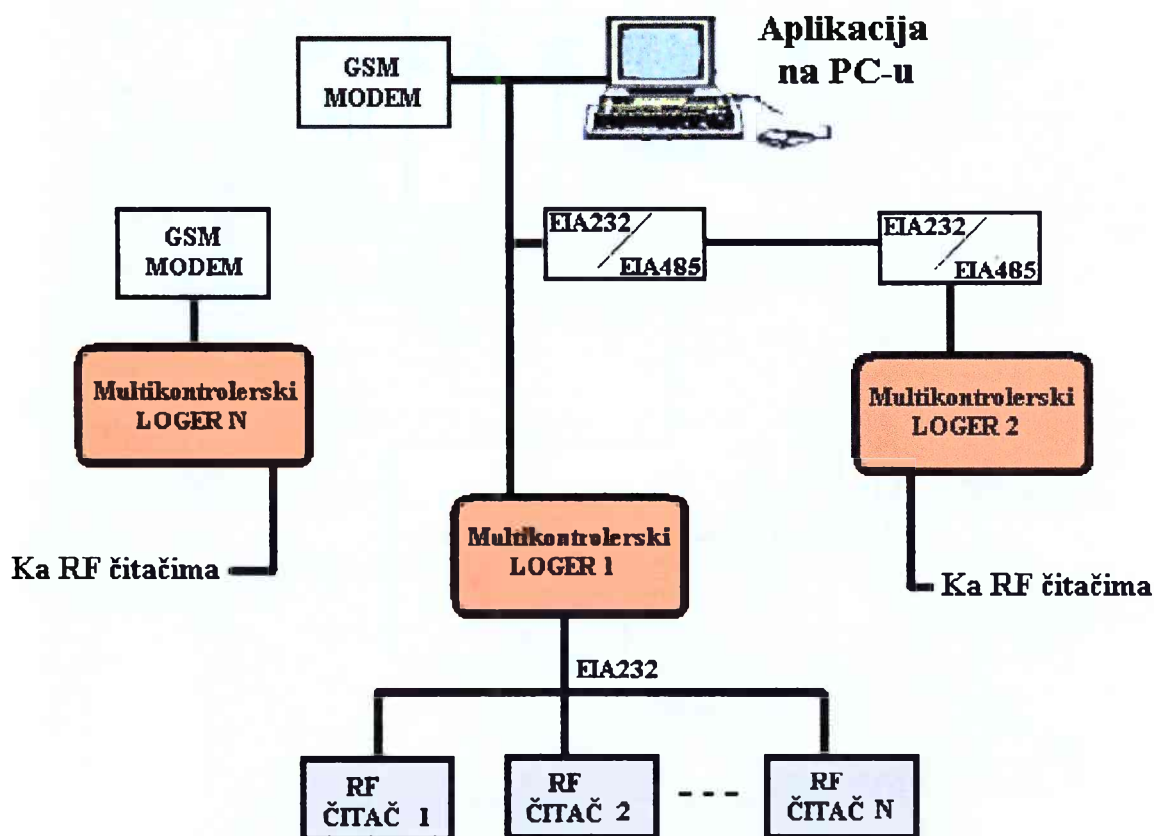 Aplikacija
na PC-u
GSM
MODEM
GSM
MODEM
EIA232
EIA485
EIA232
EIA485
Multikontrolerski
LOGER N
Multikontrolerski
LOGER 2
Multikontrolerski
LOGER 1
Ka RF čitačima
Ka RF čitačima
EIA232
RF
ČITAČ 1
RF
ČITAČ 2
RF
ČITAČ N